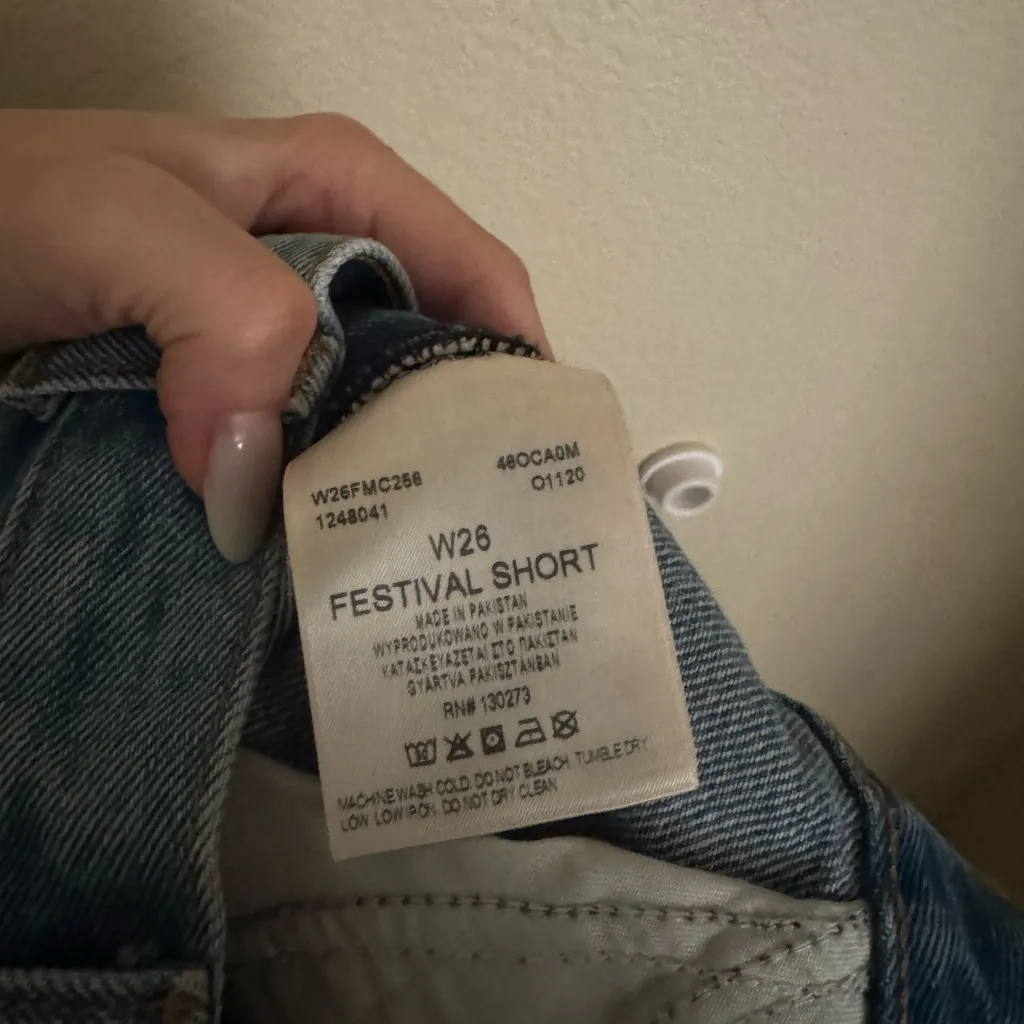 W26FMC256 46OCA0M
1248041 O1120
W26
FESTIVAL SHORT
MADE IN PAKISTAN
WYPRODUKOWANO W PAKISTANIE
ΚΑΤΑΣΚΕΥΑΖΕΤΑΙ ΣΤΟ ΠΑΚΙΣΤΑΝ
GYÁRTVA PAKISZTÁNBAN
RN# 130273
MACHINE WASH COLD. DO NOT BLEACH. TUMBLE DRY
LOW. LOW IRON. DO NOT DRY CLEAN